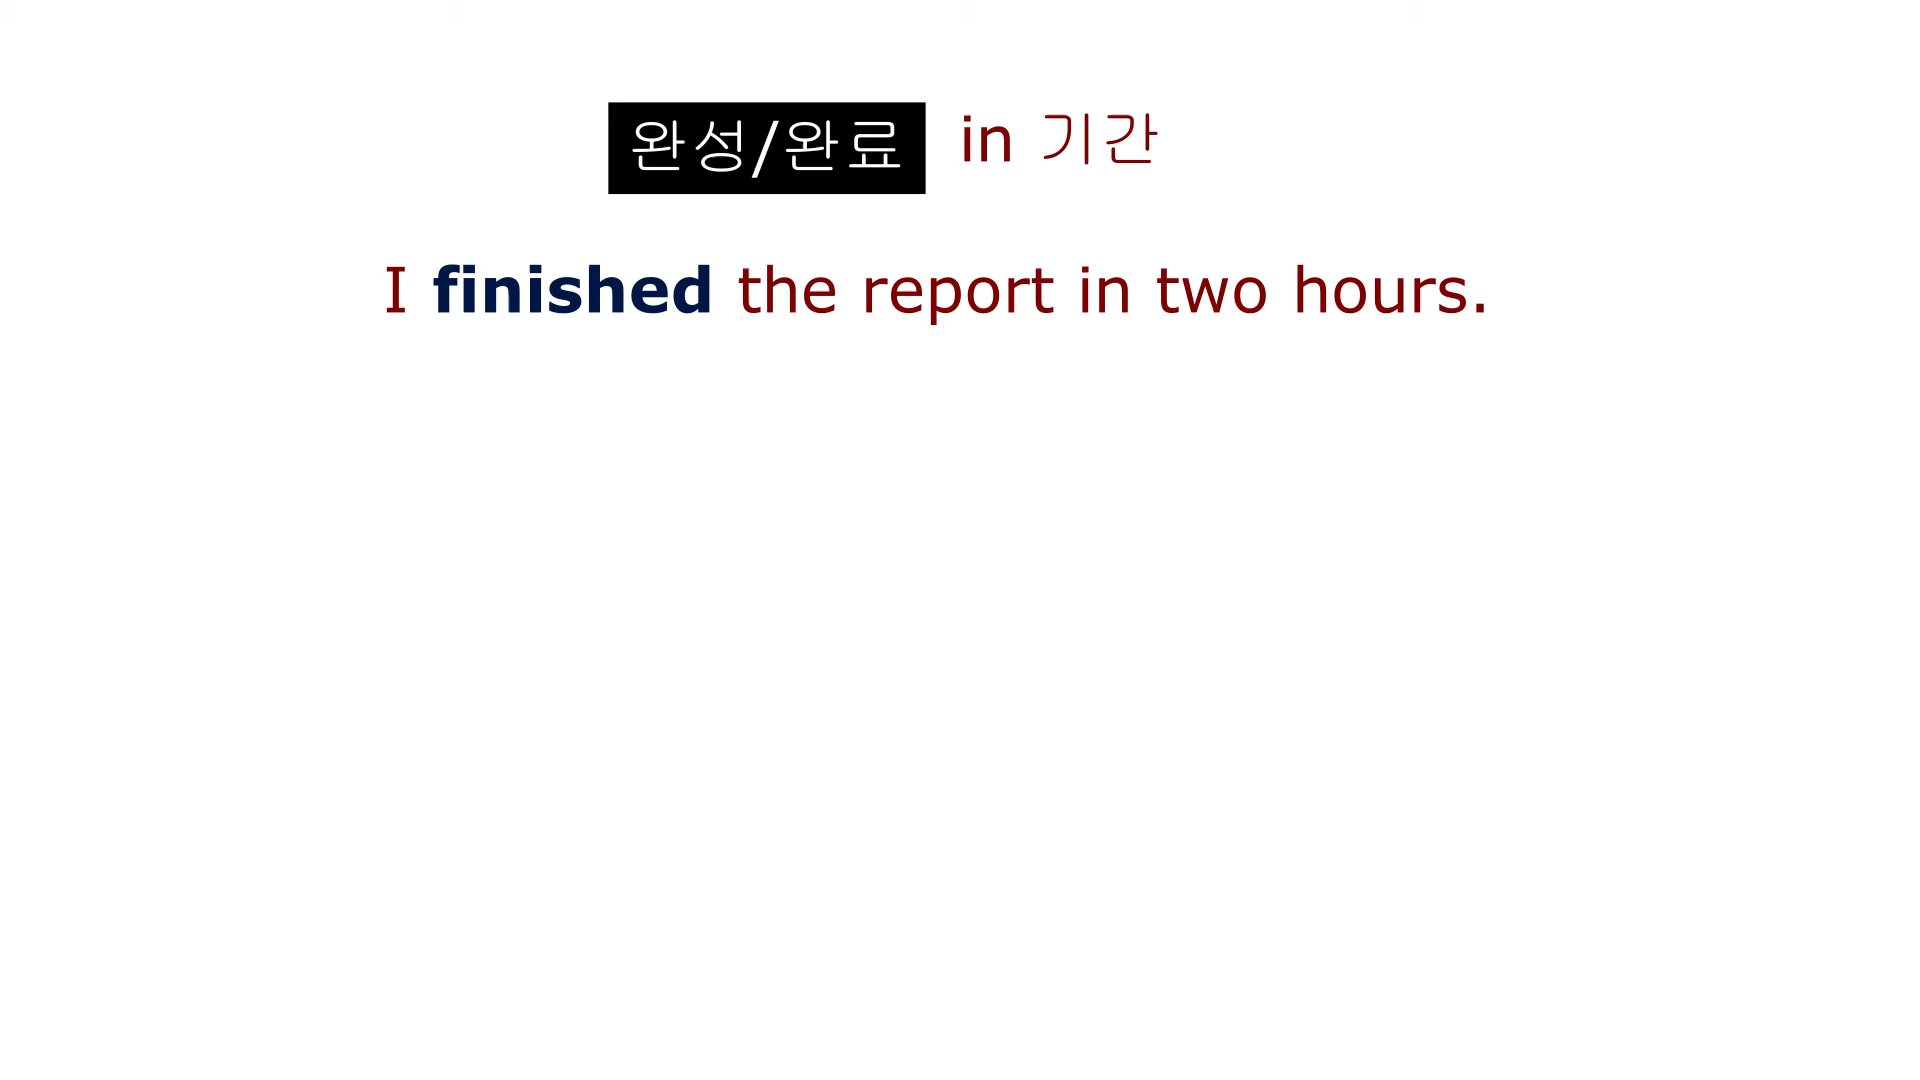 완성/완료 in 기간
I finished the report in two hours.